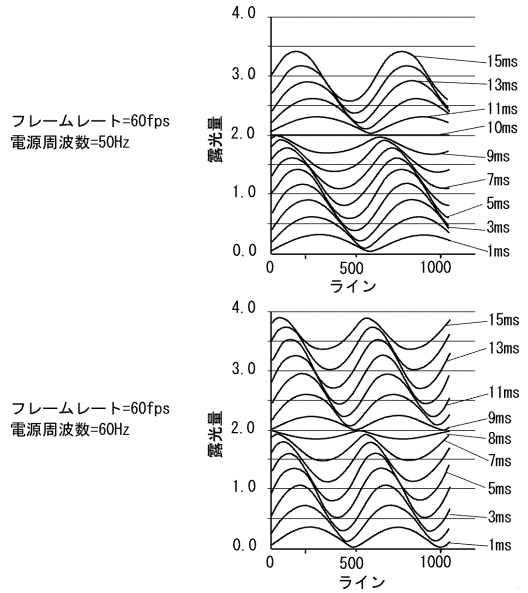 フレームレート=60fps
電源周波数=50Hz
露光量
4.0
3.0
2.0
1.0
0.0
0
500
1000
ライン
15ms
13ms
11ms
10ms
9ms
7ms
5ms
3ms
1ms
フレームレート=60fps
電源周波数=60Hz
露光量
4.0
3.0
2.0
1.0
0.0
0
500
1000
ライン
15ms
13ms
11ms
9ms
8ms
7ms
5ms
3ms
1ms